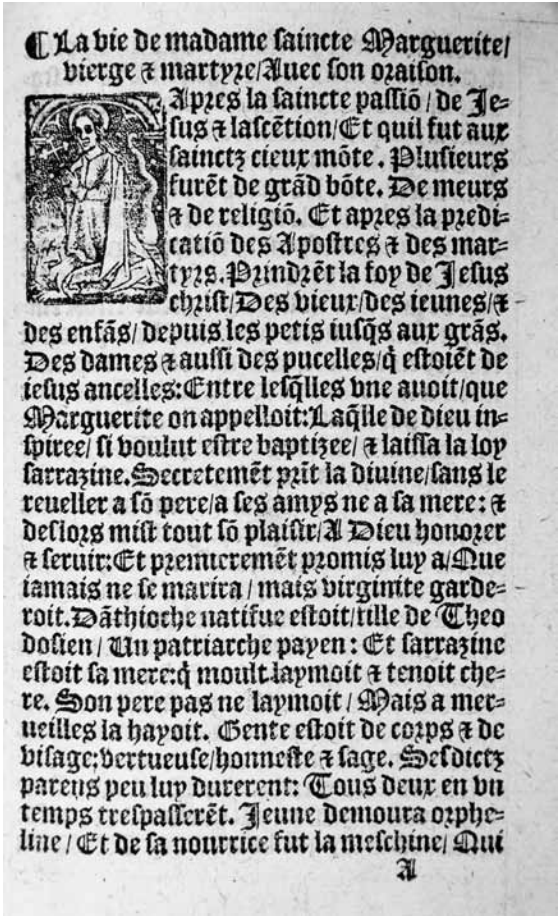 ¶ La vie de madame saincte Marguerite/
vierge ⁊ martyre/Auec son oraison.
Apres la saincte passiõ/de Je-
sus ⁊ lascẽtion/Et quil fut aux
sainctz cieux mõte. Plusieurs
furẽt de grãd bõte. De meurs
⁊ de religiõ. Et apres la predi-
catiõ des Apostres ⁊ des mar-
tyrs. Prindrẽt la foy de Jesus
christ/Des vieux/des ieunes/⁊
des enfãs/depuis les petis iusq̃s aux grãs.
Des dames ⁊ aussi des pucelles/q̃ estoiẽt de
iesus ancelles: Entre lesq̃lles vne auoit/que
Marguerite on appelloit: Laq̃lle de dieu in-
spiree/si voulut estre baptizee/⁊ laissa la loy
sarrazine. Secretemẽt prĩt la diuine/sans le
reueller a sõ pere/a ses amys ne a sa mere: ⁊
deslors mist tout sõ plaisir/A Dieu honorer
⁊ seruir: Et premieremẽt promis luy a/Que
iamais ne se marira/mais virginite garde-
roit. Dãthioche natifue estoit/fille de Theo
dosien/Un patriarche payen: Et sarrazine
estoit sa mere: q̃ moult laymoit ⁊ tenoit che-
re. Son pere pas ne laymoit/Mais a mer-
ueilles la hayoit. Gente estoit de corps ⁊ de
visage: vertueuse/honneste ⁊ sage. Sesdictz
parens peu luy durerent: Tous deux en vn
temps trespasserẽt. Jeune demoura orphe-
line/Et de sa nourrice fut la meschine/Qui
A